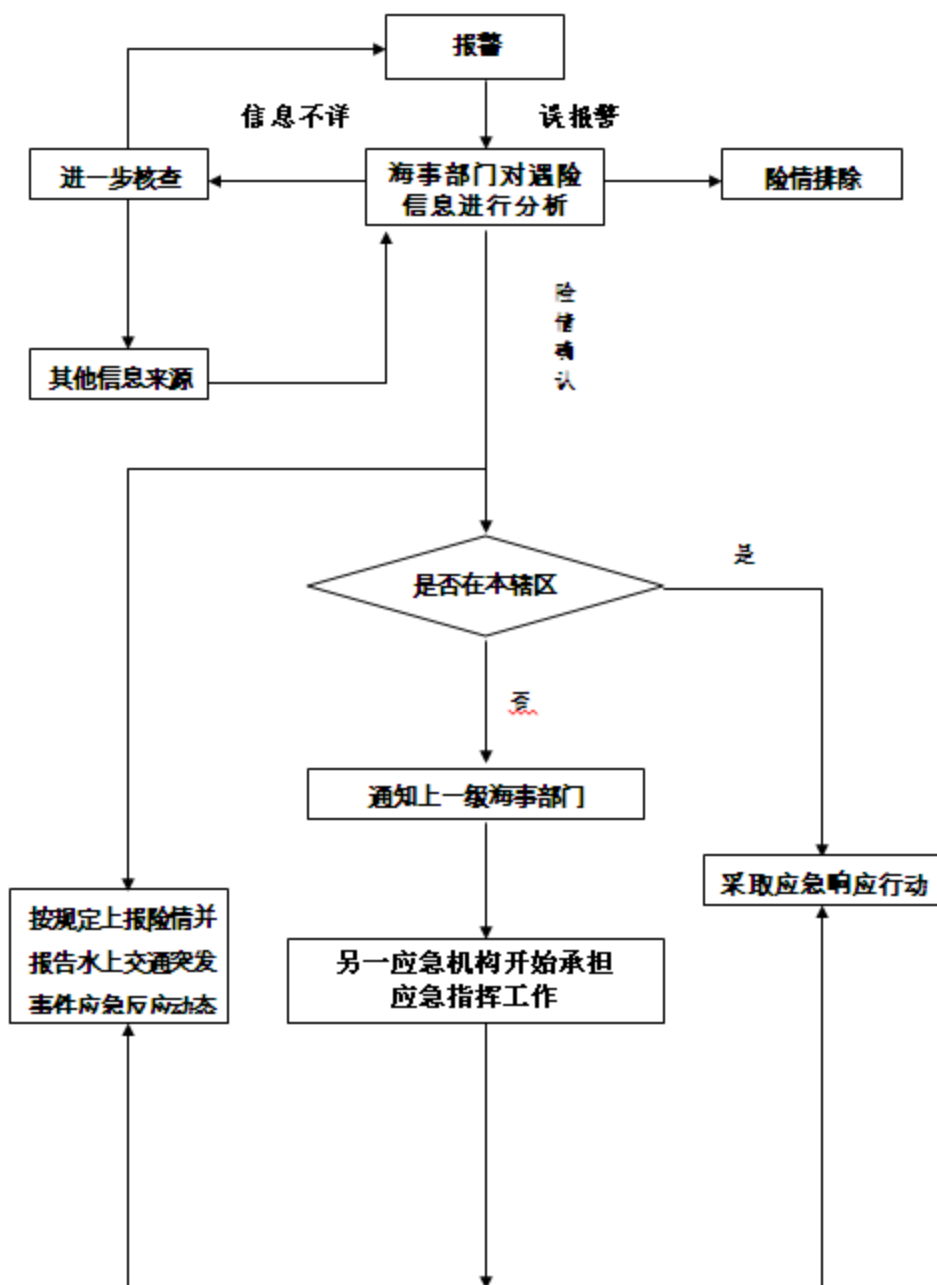 报警
信息不详
误报警
进一步核查
海事部门对遇险
信息进行分析
险情排除
险
情
确
认
其他信息来源
是否在本辖区
是
否
通知上一级海事部门
采取应急响应行动
按规定上报险情并
报告水上交通突发
事件应急反应动态
另一应急机构开始承担
应急指挥工作